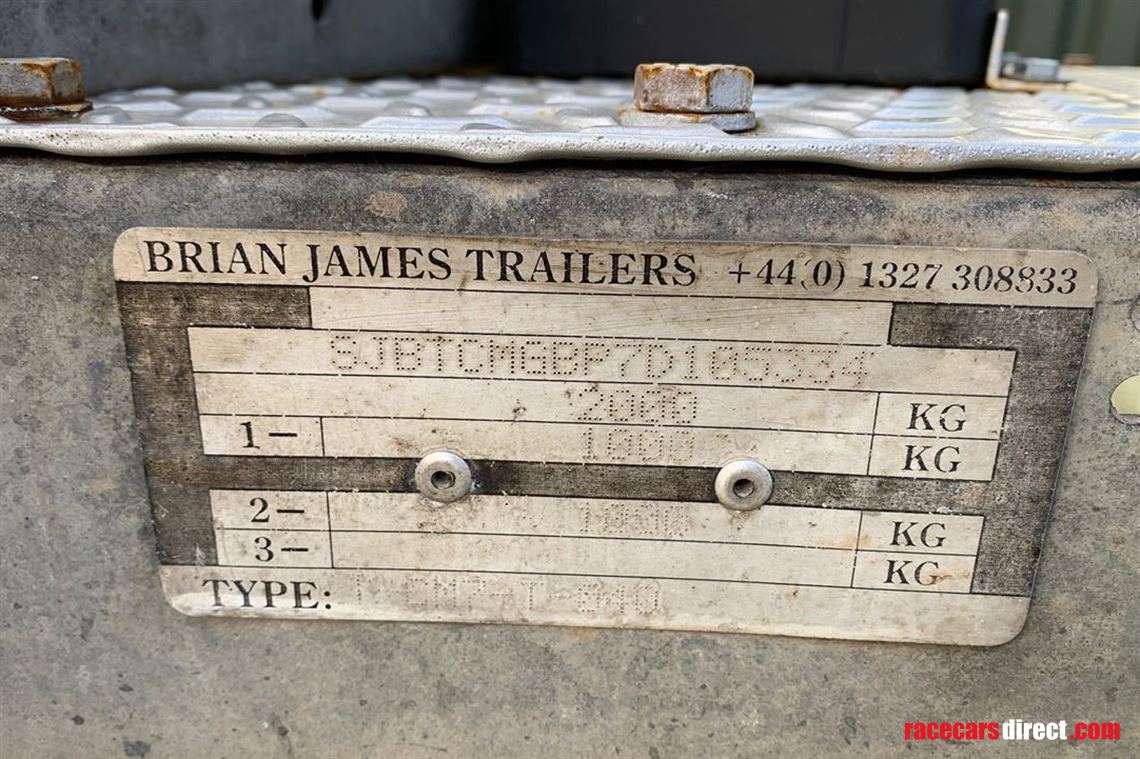 BRIAN JAMES TRAILERS +44(0) 1327 308833
SJBTCMGBP7D105334
2000 KG
1- 1000 KG
2- 1000 KG
3- KG
TYPE:
racecarsdirect.com